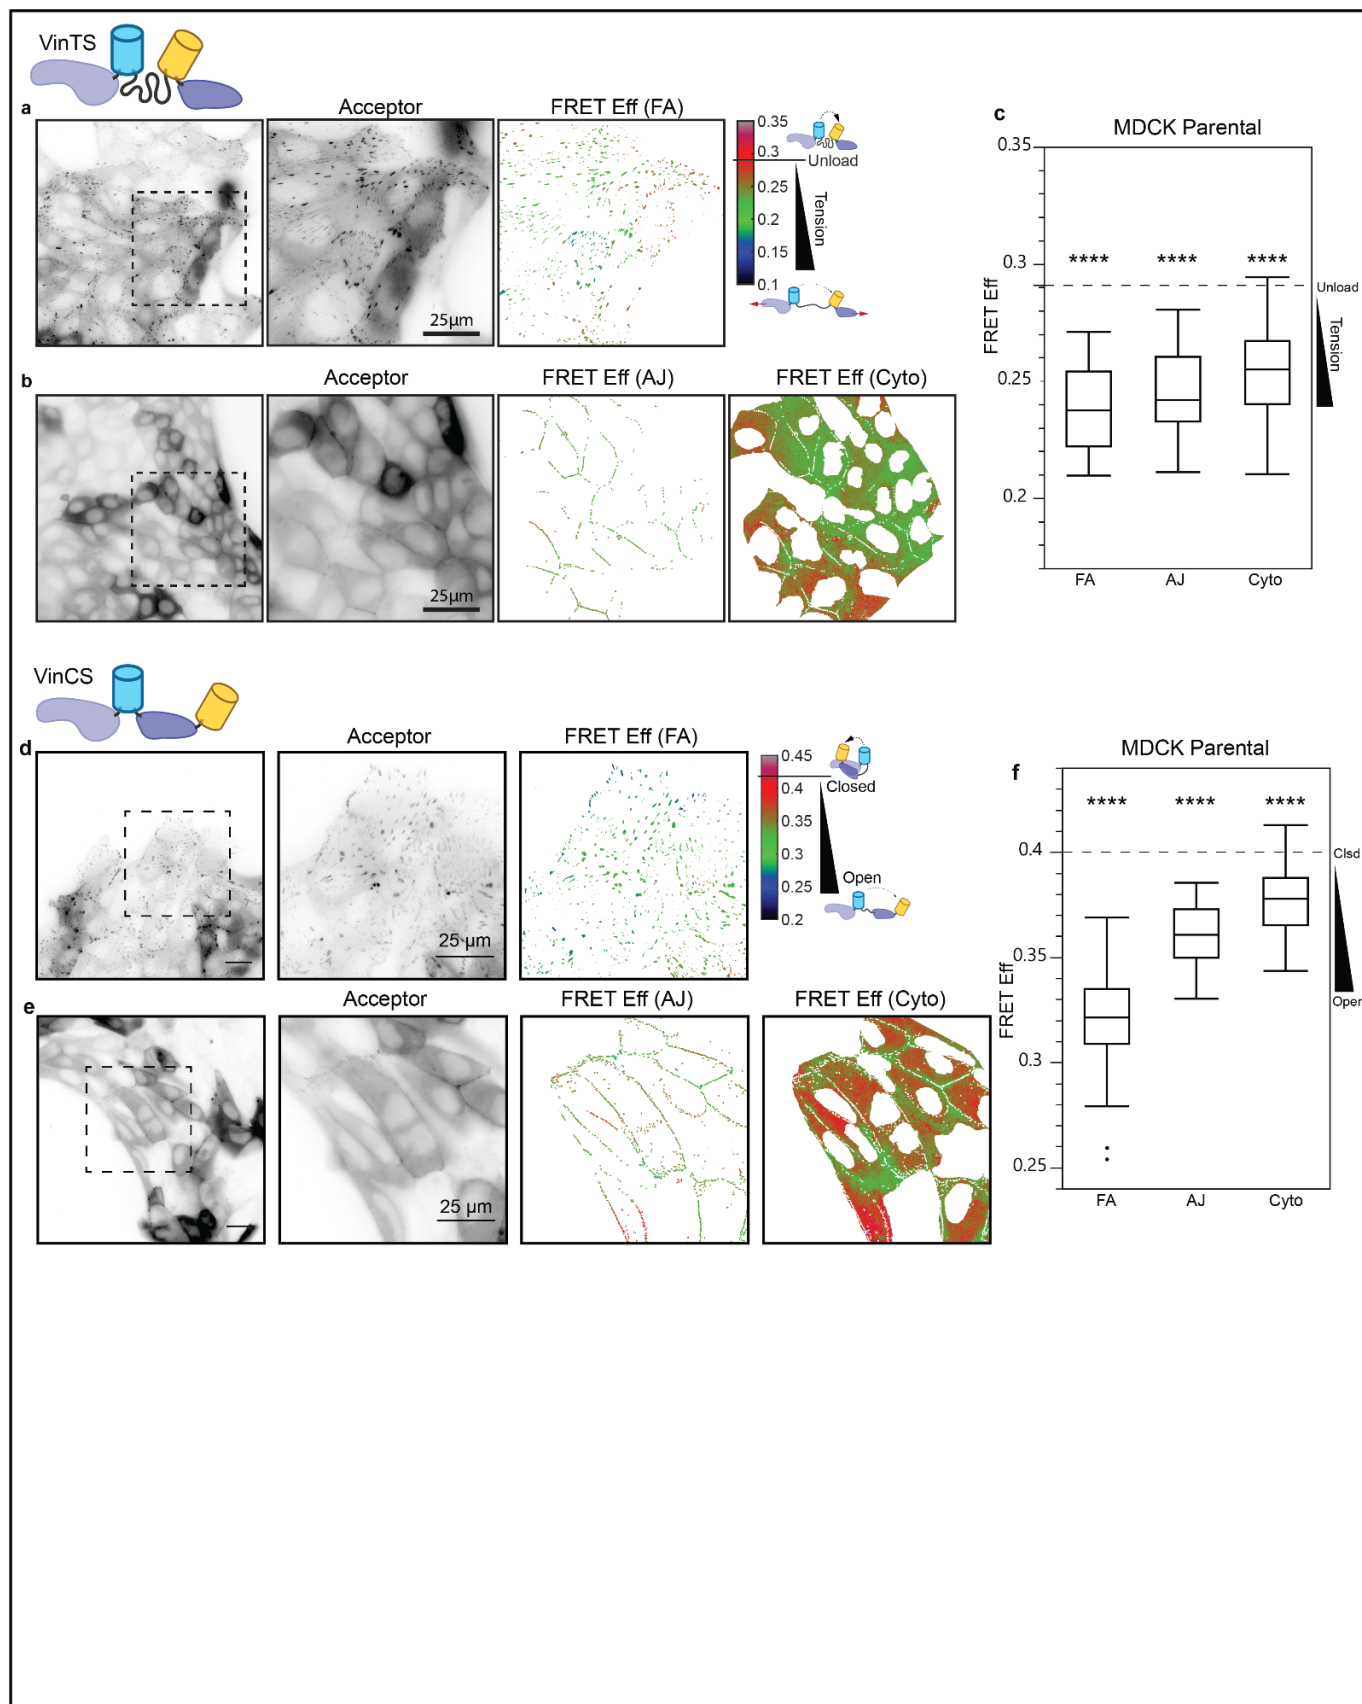 VinTS
a
Acceptor
FRET Eff (FA)
0.35
0.3
0.25
0.2
0.15
0.1
Unload
Tension
25µm
b
Acceptor
FRET Eff (AJ)
FRET Eff (Cyto)
25µm
c
MDCK Parental
FRET Eff
0.35
0.3
0.25
0.2
**** **** ****
Unload
Tension
FA AJ Cyto
VinCS
d
Acceptor
FRET Eff (FA)
0.45
0.4
0.35
0.3
0.25
0.2
Closed
Open
25 µm
e
Acceptor
FRET Eff (AJ)
FRET Eff (Cyto)
25 µm
f
MDCK Parental
FRET Eff
0.4
0.35
0.3
0.25
**** **** ****
Clsd
Open
FA AJ Cyto